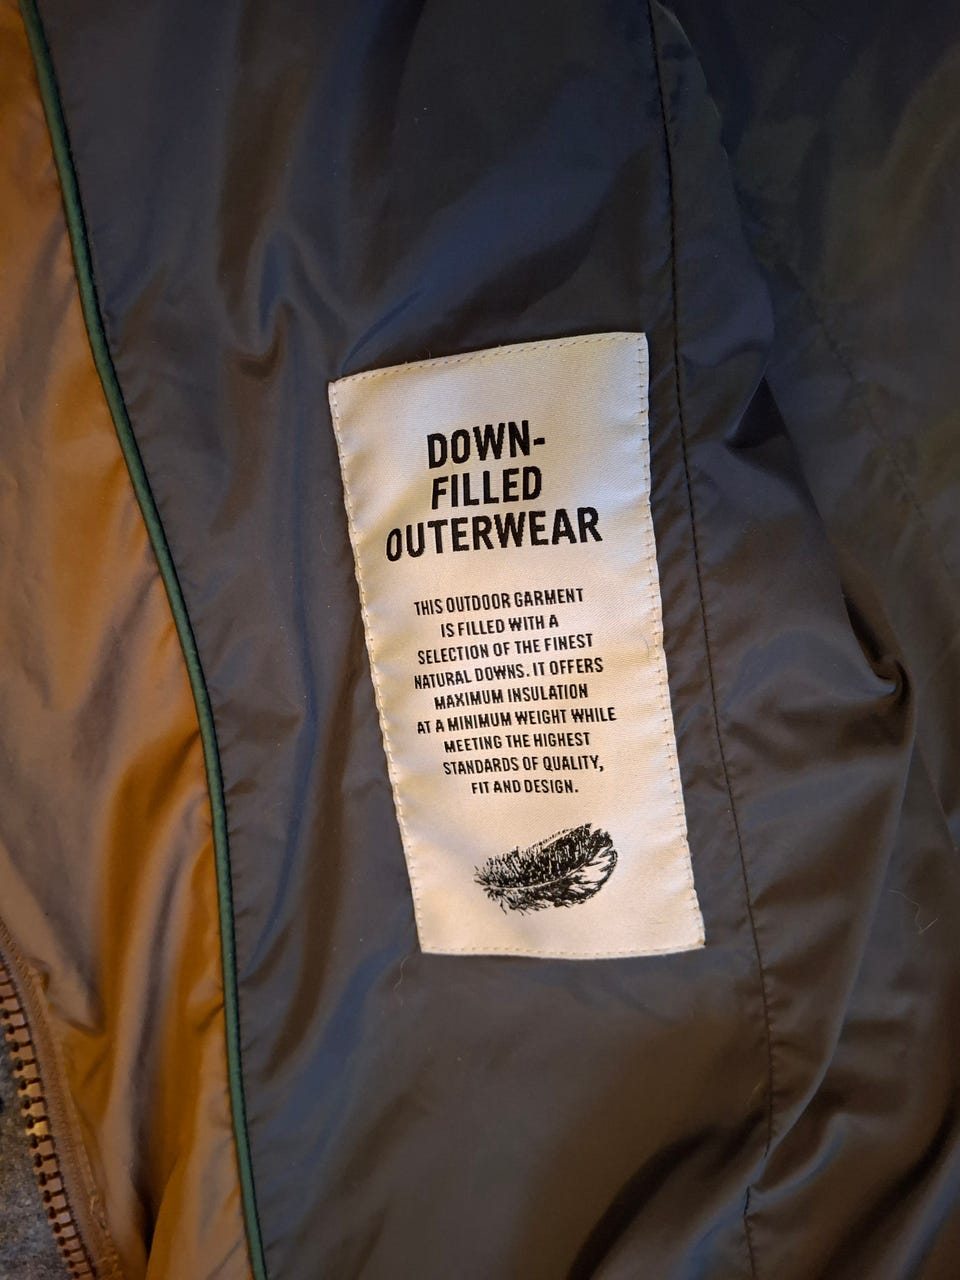 DOWN-
FILLED
OUTERWEAR
THIS OUTDOOR GARMENT
IS FILLED WITH A
SELECTION OF THE FINEST
NATURAL DOWNS. IT OFFERS
MAXIMUM INSULATION
AT A MINIMUM WEIGHT WHILE
MEETING THE HIGHEST
STANDARDS OF QUALITY,
FIT AND DESIGN.